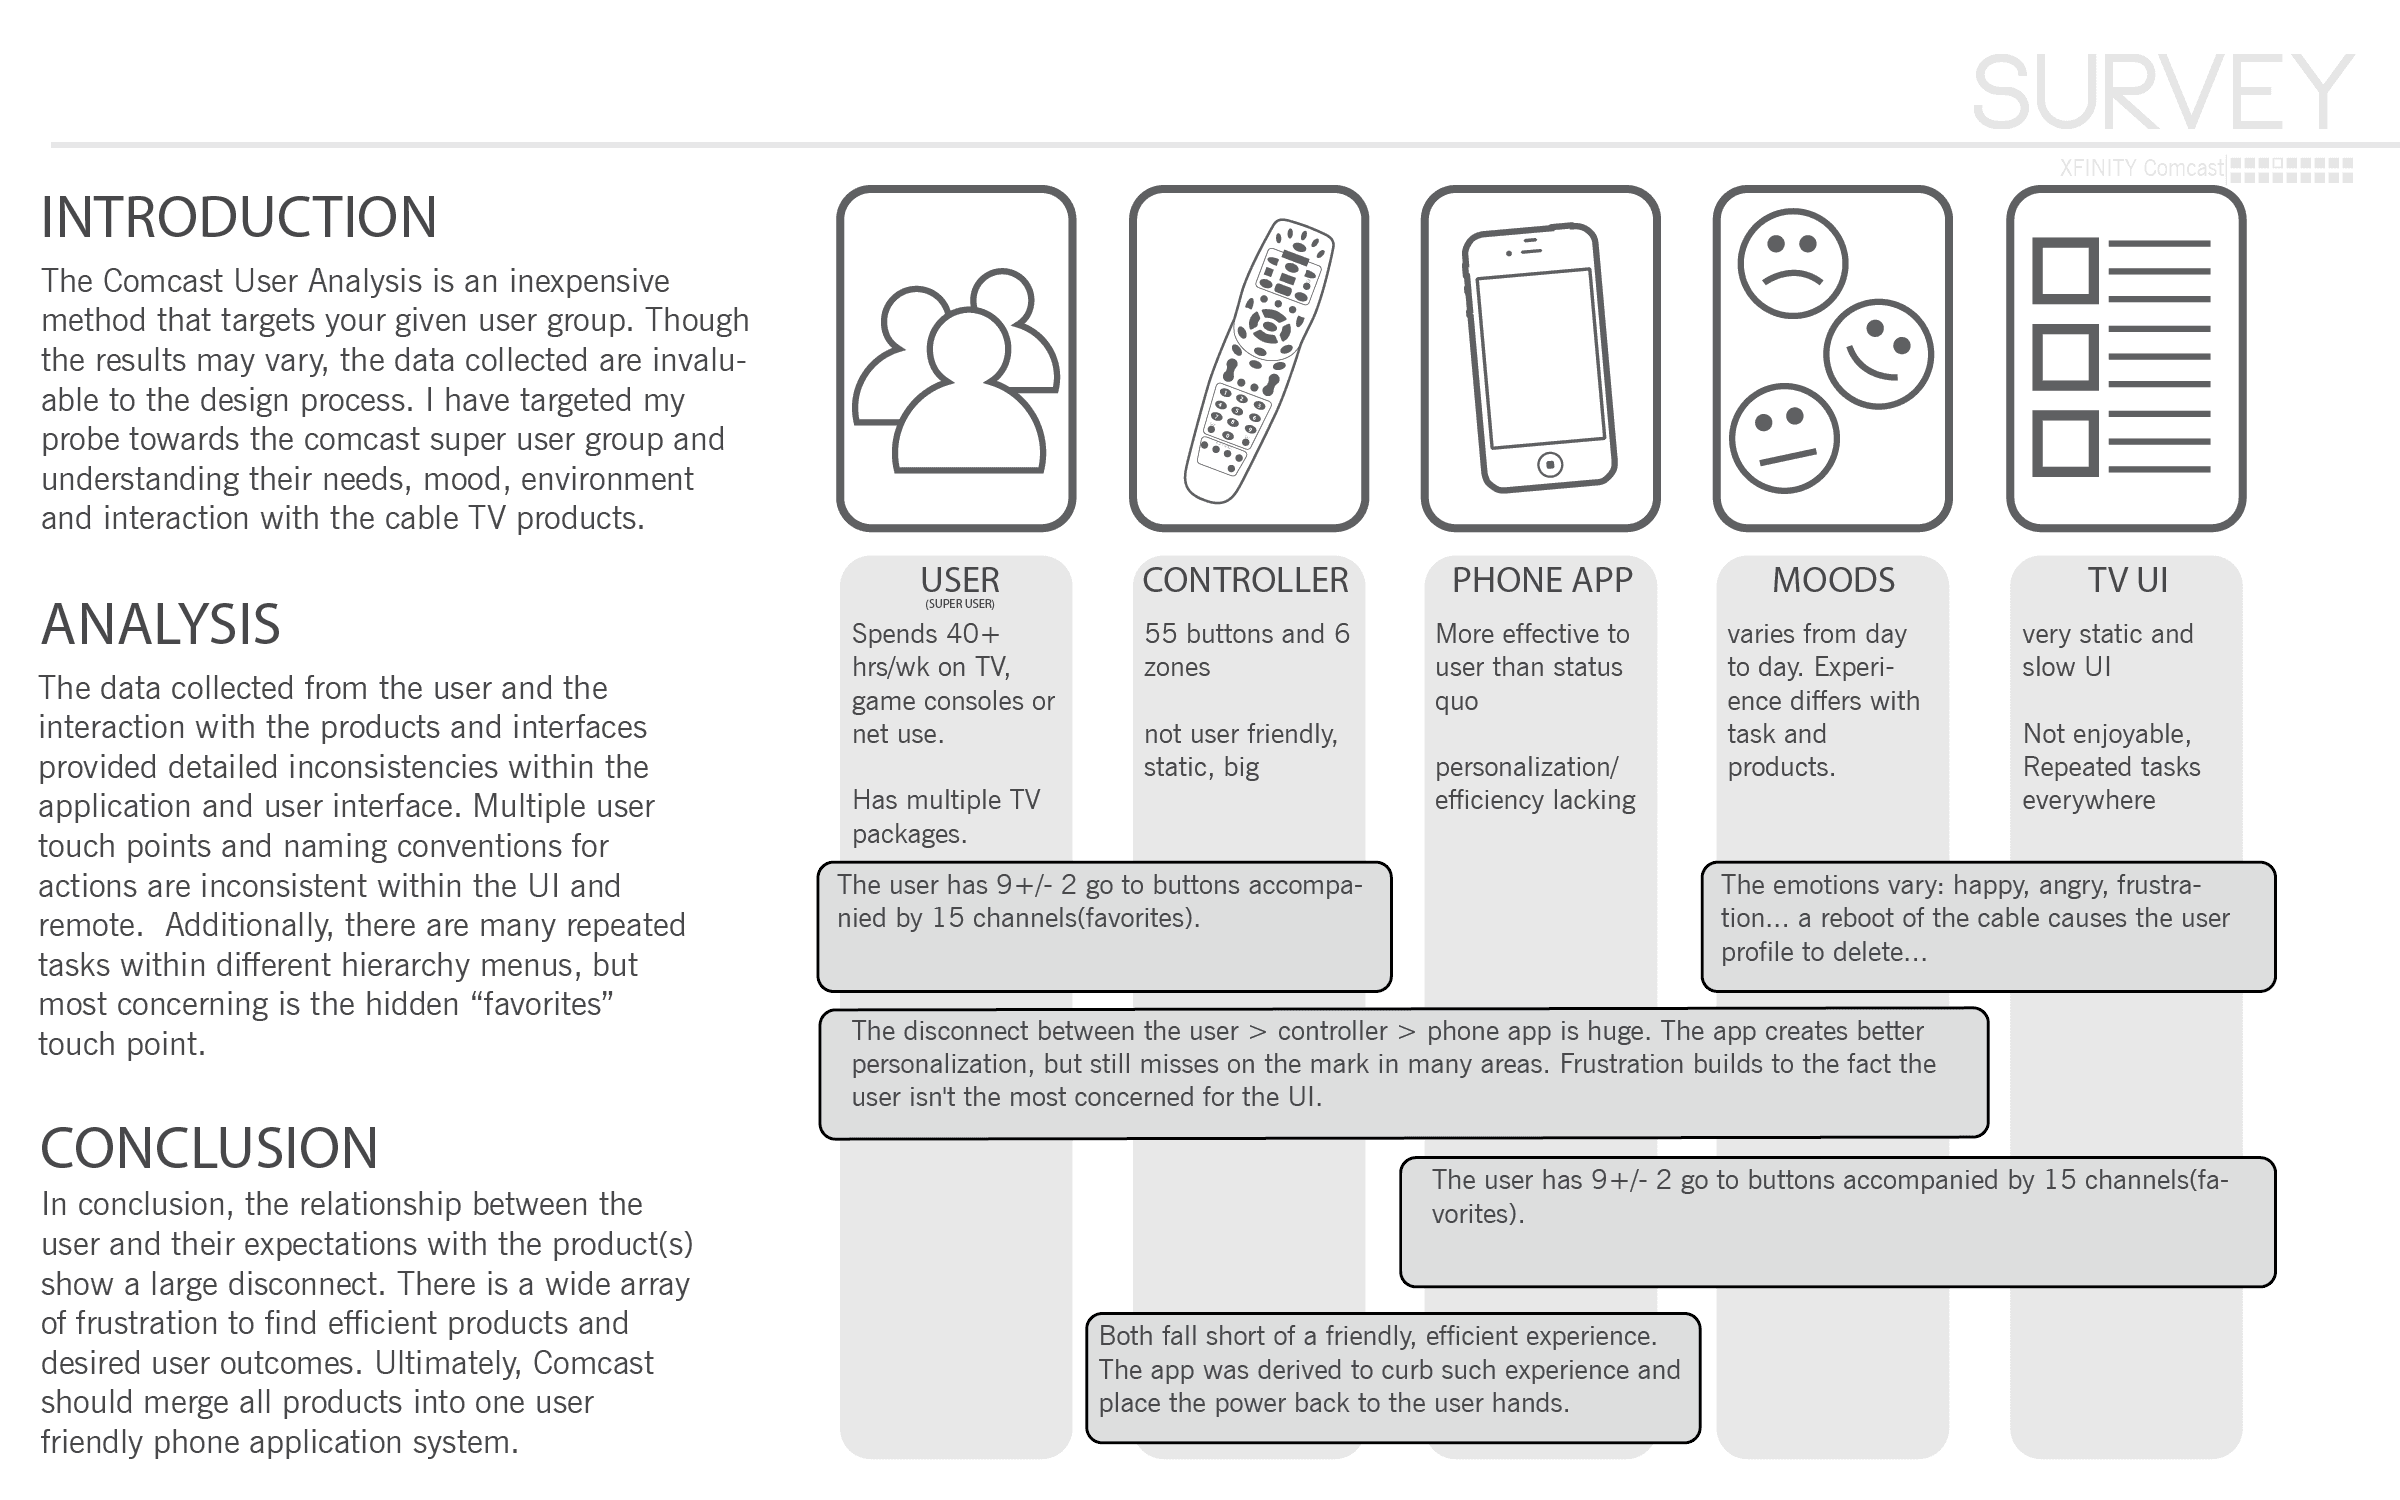 SURVEY
XFINITY Comcast
INTRODUCTION
The Comcast User Analysis is an inexpensive
method that targets your given user group. Though
the results may vary, the data collected are invalu-
able to the design process. I have targeted my
probe towards the comcast super user group and
understanding their needs, mood, environment
and interaction with the cable TV products.
ANALYSIS
The data collected from the user and the
interaction with the products and interfaces
provided detailed inconsistencies within the
application and user interface. Multiple user
touch points and naming conventions for
actions are inconsistent within the UI and
remote.  Additionally, there are many repeated
tasks within different hierarchy menus, but
most concerning is the hidden “favorites”
touch point.
CONCLUSION
In conclusion, the relationship between the
user and their expectations with the product(s)
show a large disconnect. There is a wide array
of frustration to find efficient products and
desired user outcomes. Ultimately, Comcast
should merge all products into one user
friendly phone application system.
USER
(SUPER USER)
Spends 40+
hrs/wk on TV,
game consoles or
net use.
Has multiple TV
packages.
CONTROLLER
55 buttons and 6
zones
not user friendly,
static, big
PHONE APP
More effective to
user than status
quo
personalization/
efficiency lacking
MOODS
varies from day
to day. Experi-
ence differs with
task and
products.
TV UI
very static and
slow UI
Not enjoyable,
Repeated tasks
everywhere
The user has 9+/- 2 go to buttons accompa-
nied by 15 channels(favorites).
The emotions vary: happy, angry, frustra-
tion... a reboot of the cable causes the user
profile to delete...
The disconnect between the user > controller > phone app is huge. The app creates better
personalization, but still misses on the mark in many areas. Frustration builds to the fact the
user isn't the most concerned for the UI.
The user has 9+/- 2 go to buttons accompanied by 15 channels(fa-
vorites).
Both fall short of a friendly, efficient experience.
The app was derived to curb such experience and
place the power back to the user hands.